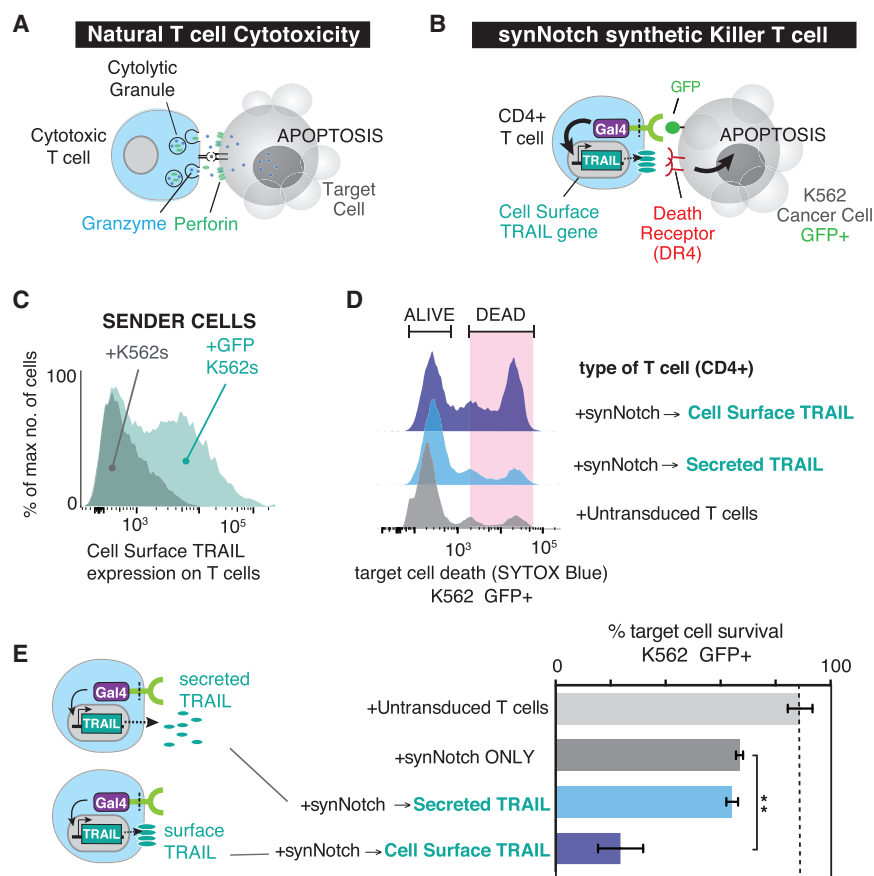 A
Natural T cell Cytotoxicity
Cytolytic
Granule
Cytotoxic
T cell
APOPTOSIS
Target
Cell
Granzyme Perforin
B
synNotch synthetic Killer T cell
GFP
CD4+
T cell
Gal4
TRAIL
APOPTOSIS
Cell Surface
TRAIL gene
Death
Receptor
(DR4)
K562
Cancer Cell
GFP+
C
SENDER CELLS
+K562s
+GFP
K562s
% of max no. of cells
100
0
10³
10⁵
Cell Surface TRAIL
expression on T cells
D
ALIVE DEAD
type of T cell (CD4+)
+synNotch → Cell Surface TRAIL
+synNotch → Secreted TRAIL
+Untransduced T cells
10³
10⁵
target cell death (SYTOX Blue)
K562 GFP+
E
Gal4
TRAIL
secreted
TRAIL
Gal4
TRAIL
surface
TRAIL
% target cell survival
K562 GFP+
0
100
+Untransduced T cells
+synNotch ONLY
+synNotch → Secreted TRAIL
+synNotch → Cell Surface TRAIL
**